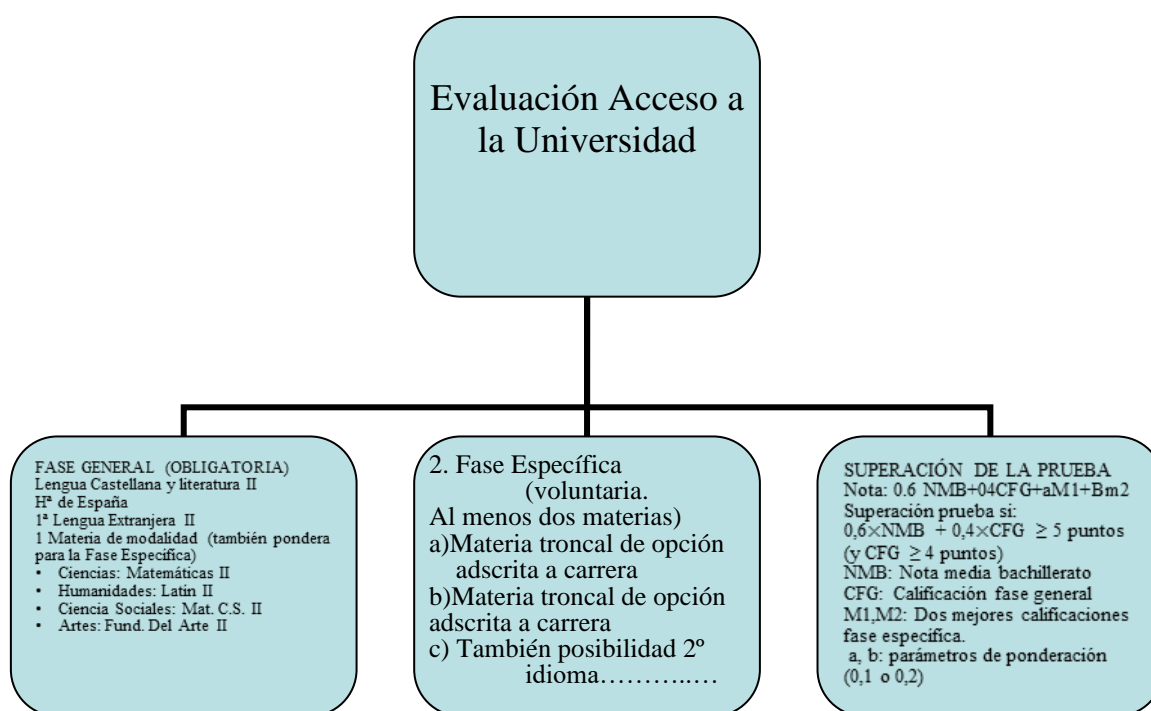 Evaluación Acceso a
la Universidad
FASE GENERAL (OBLIGATORIA)
Lengua Castellana y literatura II
Hª de España
1ª Lengua Extranjera II
1 Materia de modalidad (también pondera
para la Fase Específica)
• Ciencias: Matemáticas II
• Humanidades: Latín II
• Ciencia Sociales: Mat. C.S. II
• Artes: Fund. Del Arte II
2. Fase Específica
(voluntaria.
Al menos dos materias)
a)Materia troncal de opción
adscrita a carrera
b)Materia troncal de opción
adscrita a carrera
c) También posibilidad 2º
idioma…………..…
SUPERACIÓN DE LA PRUEBA
Nota: 0.6 NMB+04CFG+aM1+Bm2
Superación prueba si:
0,6×NMB + 0,4×CFG ≥ 5 puntos
(y CFG ≥ 4 puntos)
NMB: Nota media bachillerato
CFG: Calificación fase general
M1,M2: Dos mejores calificaciones
fase específica.
a, b: parámetros de ponderación
(0,1 o 0,2)